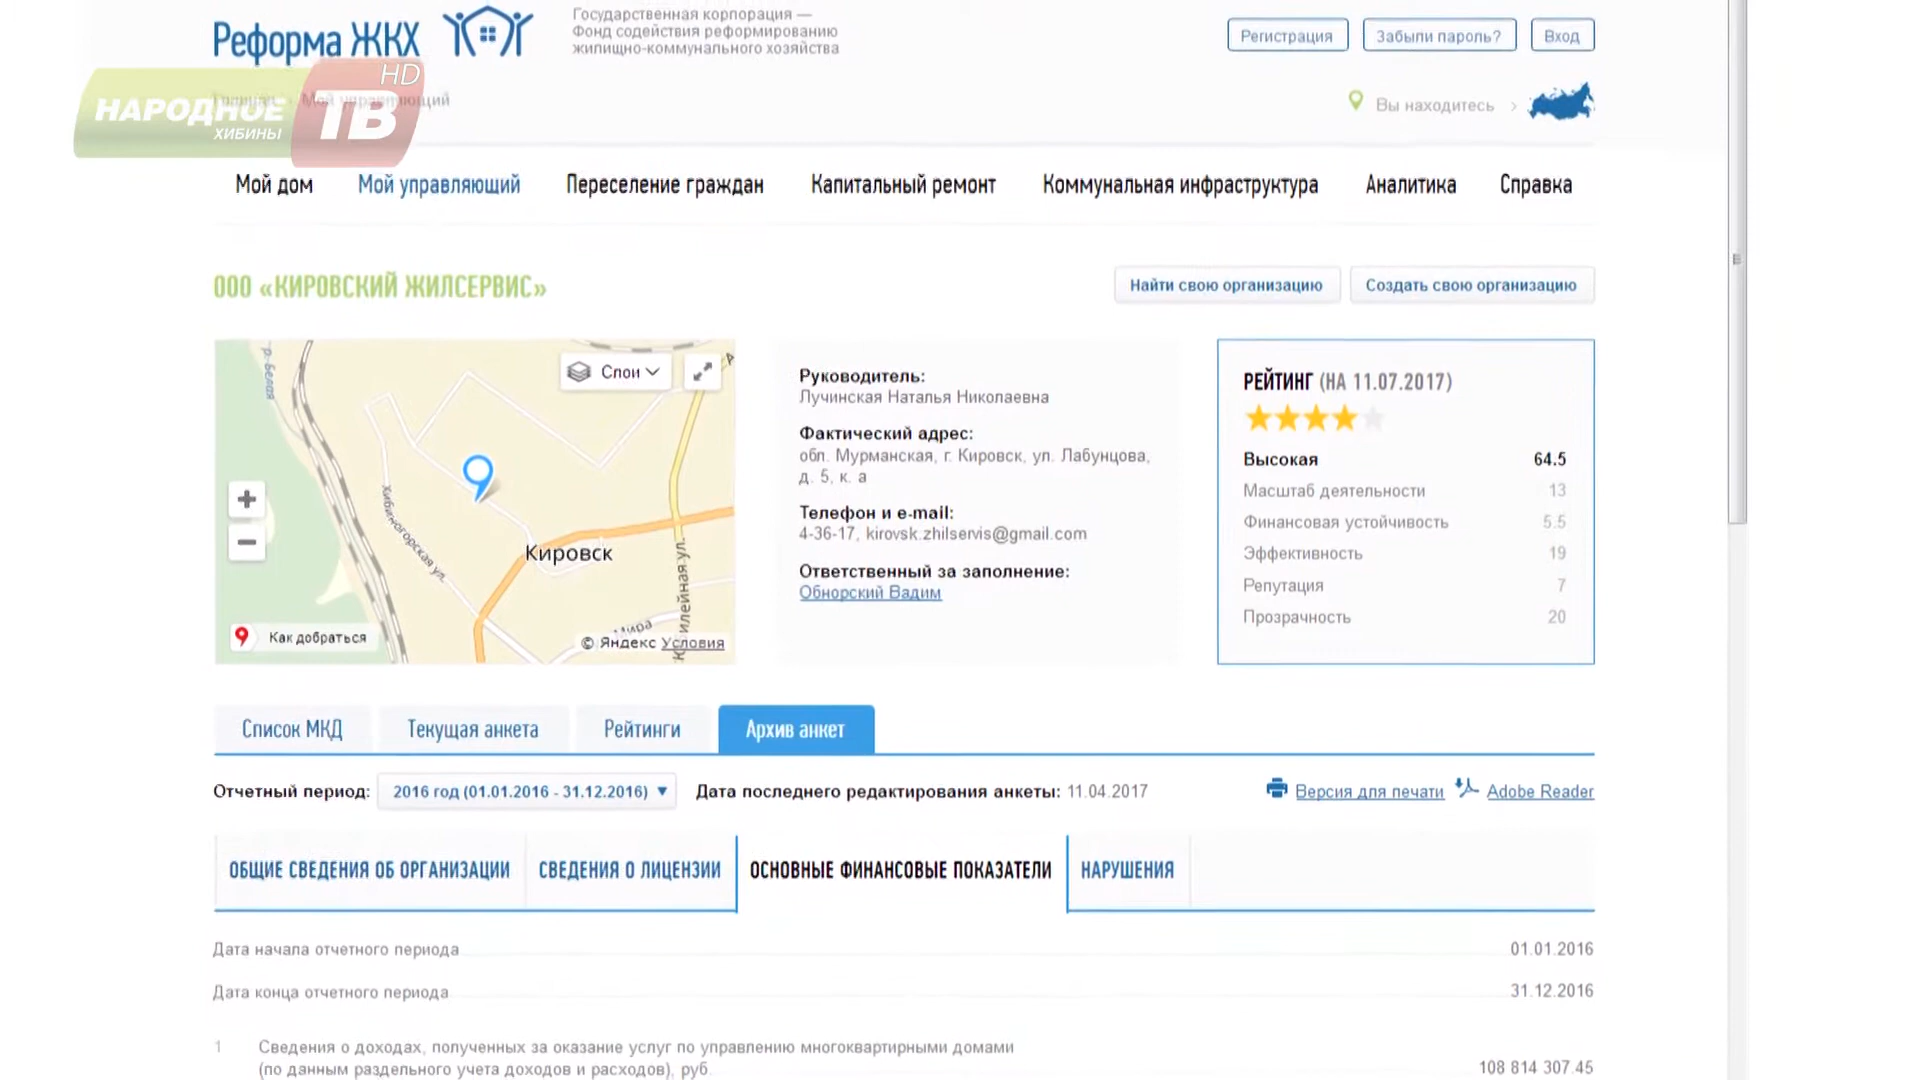 Реформа ЖКХ
Государственная корпорация —
Фонд содействия реформированию
жилищно-коммунального хозяйства
Регистрация
Забыли пароль?
Вход
НАРОДНОЕ
ХИБИНЫ
ТВ
HD
Главная
Мой управляющий
Вы находитесь >
Мой дом
Мой управляющий
Переселение граждан
Капитальный ремонт
Коммунальная инфраструктура
Аналитика
Справка
ООО «КИРОВСКИЙ ЖИЛСЕРВИС»
Найти свою организацию
Создать свою организацию
р. Белая
Слои
Хибиногорская ул.
Кировск
Мира
Как добраться
© Яндекс Условия
Руководитель:
Лучинская Наталья Николаевна
Фактический адрес:
обл. Мурманская, г. Кировск, ул. Лабунцова,
д. 5, к. а
Телефон и e-mail:
4-36-17, kirovsk.zhilservis@gmail.com
Ответственный за заполнение:
Обнорский Вадим
РЕЙТИНГ (НА 11.07.2017)
Высокая 64.5
Масштаб деятельности 13
Финансовая устойчивость 5.5
Эффективность 19
Репутация 7
Прозрачность 20
Список МКД
Текущая анкета
Рейтинги
Архив анкет
Отчетный период: 2016 год (01.01.2016 - 31.12.2016) Дата последнего редактирования анкеты: 11.04.2017
Версия для печати
Adobe Reader
ОБЩИЕ СВЕДЕНИЯ ОБ ОРГАНИЗАЦИИ
СВЕДЕНИЯ О ЛИЦЕНЗИИ
ОСНОВНЫЕ ФИНАНСОВЫЕ ПОКАЗАТЕЛИ
НАРУШЕНИЯ
Дата начала отчетного периода 01.01.2016
Дата конца отчетного периода 31.12.2016
1 Сведения о доходах, полученных за оказание услуг по управлению многоквартирными домами
(по данным раздельного учета доходов и расходов), руб. 108 814 307.45